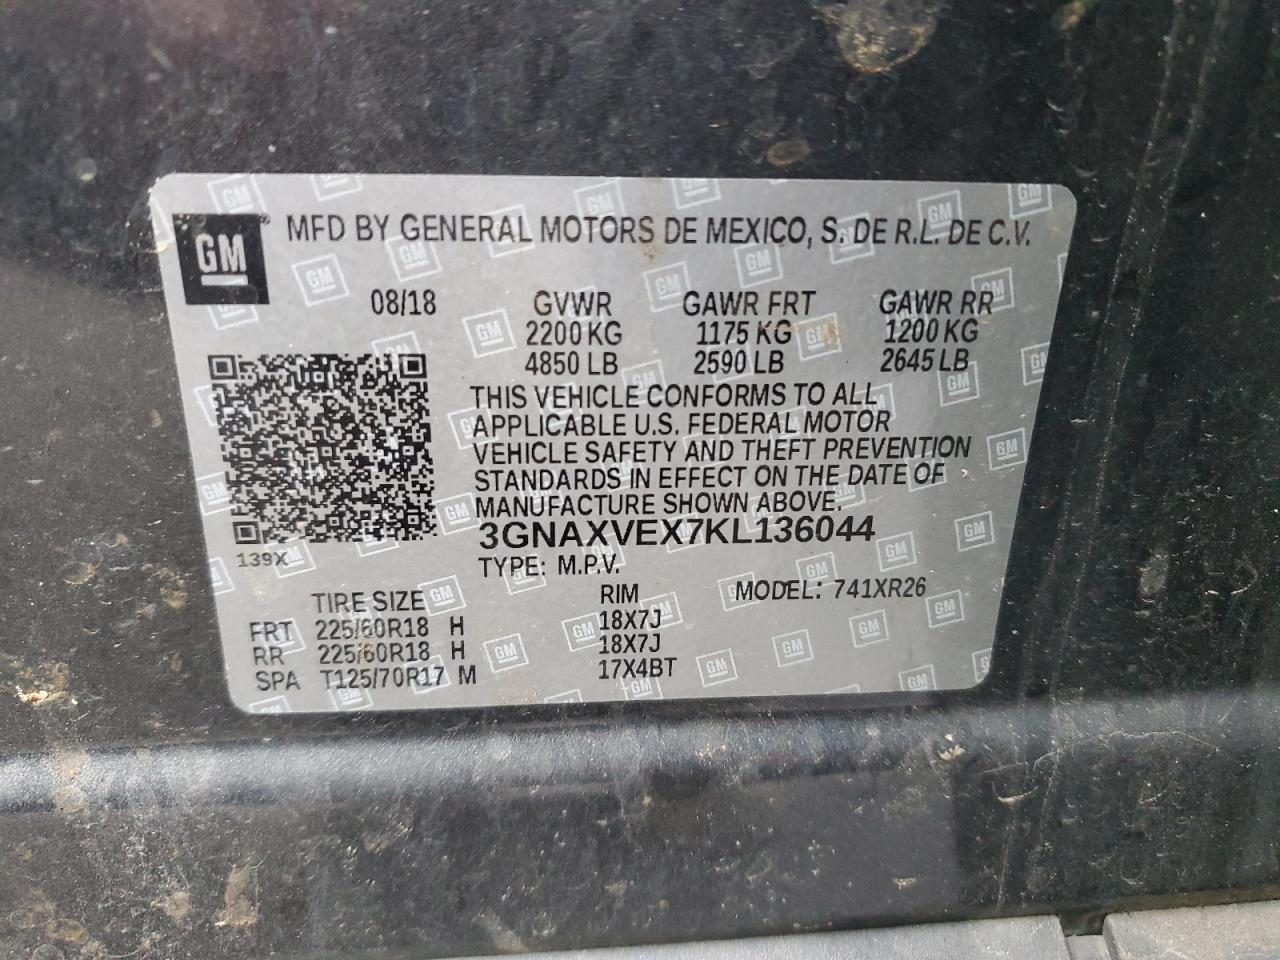 GM
MFD BY GENERAL MOTORS DE MEXICO, S. DE R.L. DE C.V.
08/18 GVWR GAWR FRT GAWR RR
2200 KG 1175 KG 1200 KG
4850 LB 2590 LB 2645 LB
THIS VEHICLE CONFORMS TO ALL
APPLICABLE U.S. FEDERAL MOTOR
VEHICLE SAFETY AND THEFT PREVENTION
STANDARDS IN EFFECT ON THE DATE OF
MANUFACTURE SHOWN ABOVE.
3GNAXVEX7KL136044
139X
TYPE: M.P.V.
TIRE SIZE RIM MODEL: 741XR26
FRT 225/60R18 H 18X7J
RR 225/60R18 H 18X7J
SPA T125/70R17 M 17X4BT